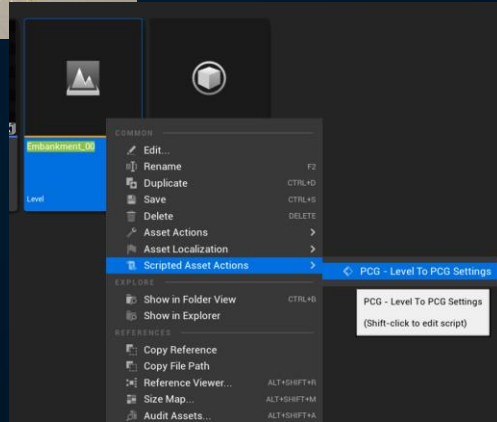 Embankment_00
Level
COMMON
Edit...
Rename F2
Duplicate CTRL+D
Save CTRL+S
Delete DELETE
Asset Actions >
Asset Localization >
Scripted Asset Actions >
PCG - Level To PCG Settings
PCG - Level To PCG Settings
(Shift-click to edit script)
EXPLORE
Show in Folder View CTRL+B
Show in Explorer
REFERENCES
Copy Reference
Copy File Path
Reference Viewer... ALT+SHIFT+R
Size Map... ALT+SHIFT+M
Audit Assets... ALT+SHIFT+A